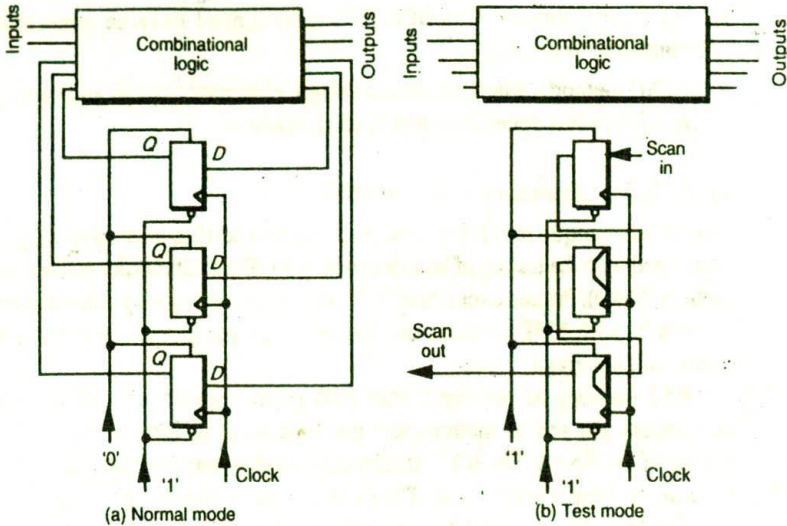 Inputs
Combinational
logic
Outputs
Q
D
Q
D
Q
D
'0'
'1'
Clock
(a) Normal mode
Inputs
Combinational
logic
Outputs
Scan
in
Scan
out
'1'
'1'
Clock
(b) Test mode